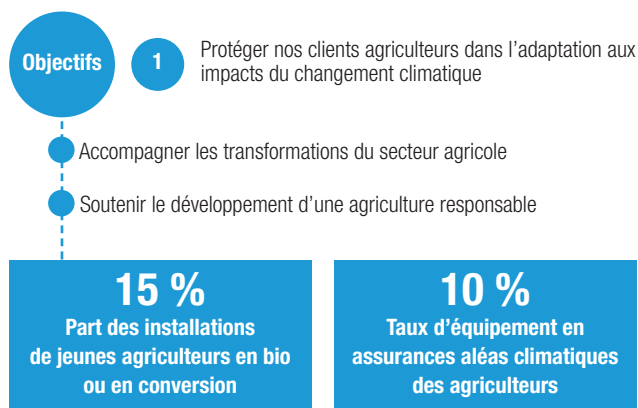 Objectifs
1
Protéger nos clients agriculteurs dans l’adaptation aux
impacts du changement climatique
Accompagner les transformations du secteur agricole
Soutenir le développement d’une agriculture responsable
15 %
Part des installations
de jeunes agriculteurs en bio
ou en conversion
10 %
Taux d’équipement en
assurances aléas climatiques
des agriculteurs